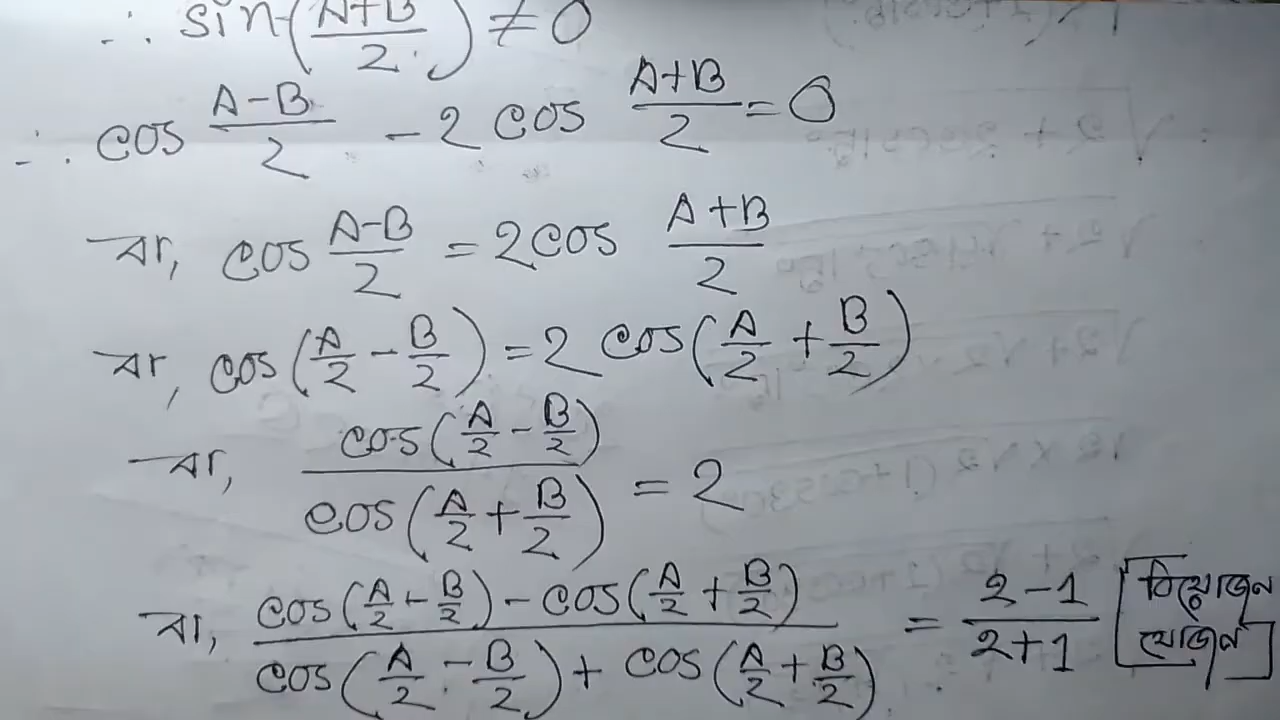 ∴ sin((A+B)/2) ≠ 0
∴ cos (A-B)/2 - 2 cos (A+B)/2 = 0
বা, cos (A-B)/2 = 2cos (A+B)/2
বা, cos(A/2 - B/2) = 2 cos(A/2 + B/2)
বা, cos(A/2 - B/2) / cos(A/2 + B/2) = 2
বা, (cos(A/2 - B/2) - cos(A/2 + B/2)) / (cos(A/2 - B/2) + cos(A/2 + B/2)) = (2-1)/(2+1) [বিয়োজন যোজন]